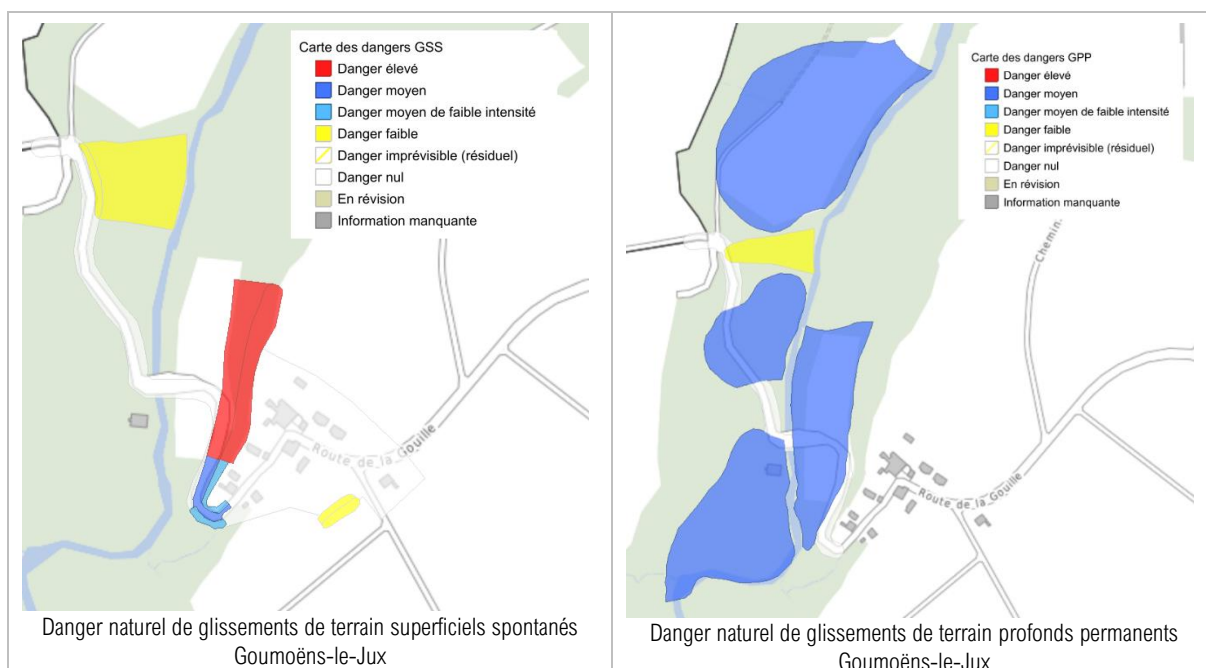 Carte des dangers GSS
Danger élevé
Danger moyen
Danger moyen de faible intensité
Danger faible
Danger imprévisible (résiduel)
Danger nul
En révision
Information manquante
Route de la Gouille
Danger naturel de glissements de terrain superficiels spontanés
Goumoëns-le-Jux
Carte des dangers GPP
Danger élevé
Danger moyen
Danger moyen de faible intensité
Danger faible
Danger imprévisible (résiduel)
Danger nul
En révision
Information manquante
Chemin
Route de la Gouille
Danger naturel de glissements de terrain profonds permanents
Goumoëns-le-Jux